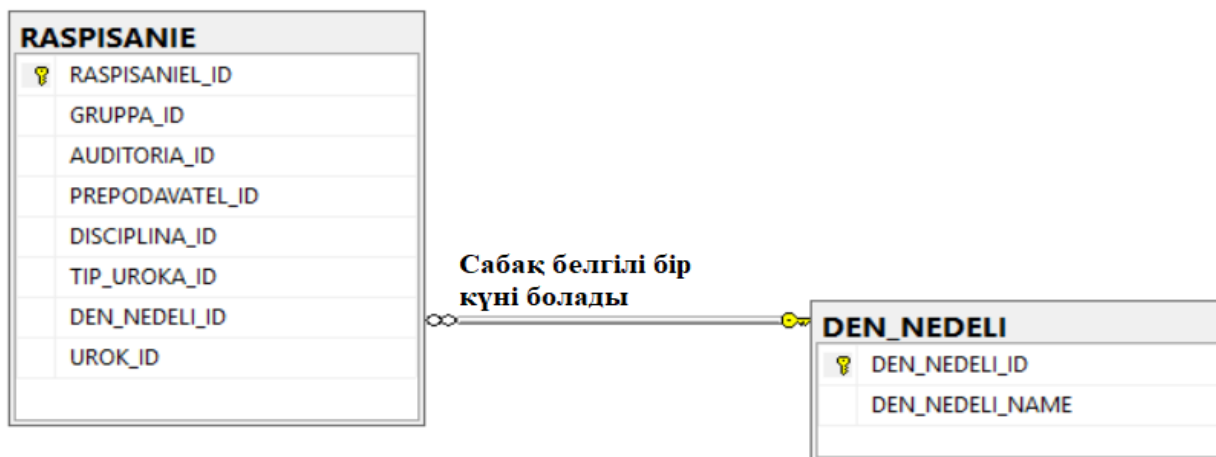 RASPISANIE
RASPISANIEL_ID
GRUPPA_ID
AUDITORIA_ID
PREPODAVATEL_ID
DISCIPLINA_ID
TIP_UROKA_ID
DEN_NEDELI_ID
UROK_ID
Сабақ белгілі бір
күні болады
DEN_NEDELI
DEN_NEDELI_ID
DEN_NEDELI_NAME